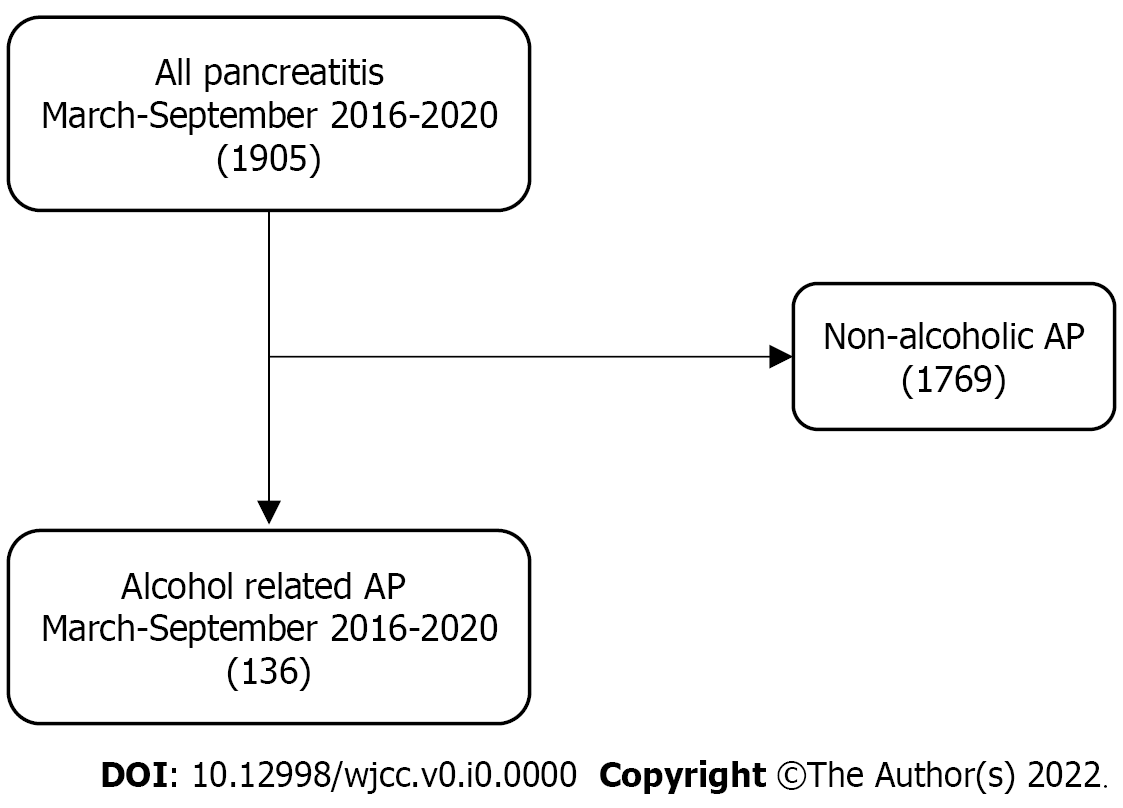 All pancreatitis
March-September 2016-2020
(1905)
Non-alcoholic AP
(1769)
Alcohol related AP
March-September 2016-2020
(136)
DOI: 10.12998/wjcc.v0.i0.0000 Copyright ©The Author(s) 2022.